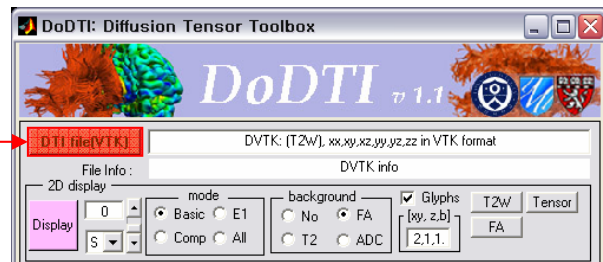 DoDTI: Diffusion Tensor Toolbox
DoDTI v 1.1
DTI file(VTK) DVTK: (T2W), xx,xy,xz,yy,yz,zz in VTK format
File Info : DVTK info
2D display
mode background Glyphs T2W Tensor
Display 0 Basic E1 No FA [xy, z,b] FA
S Comp All T2 ADC 2,1,1.